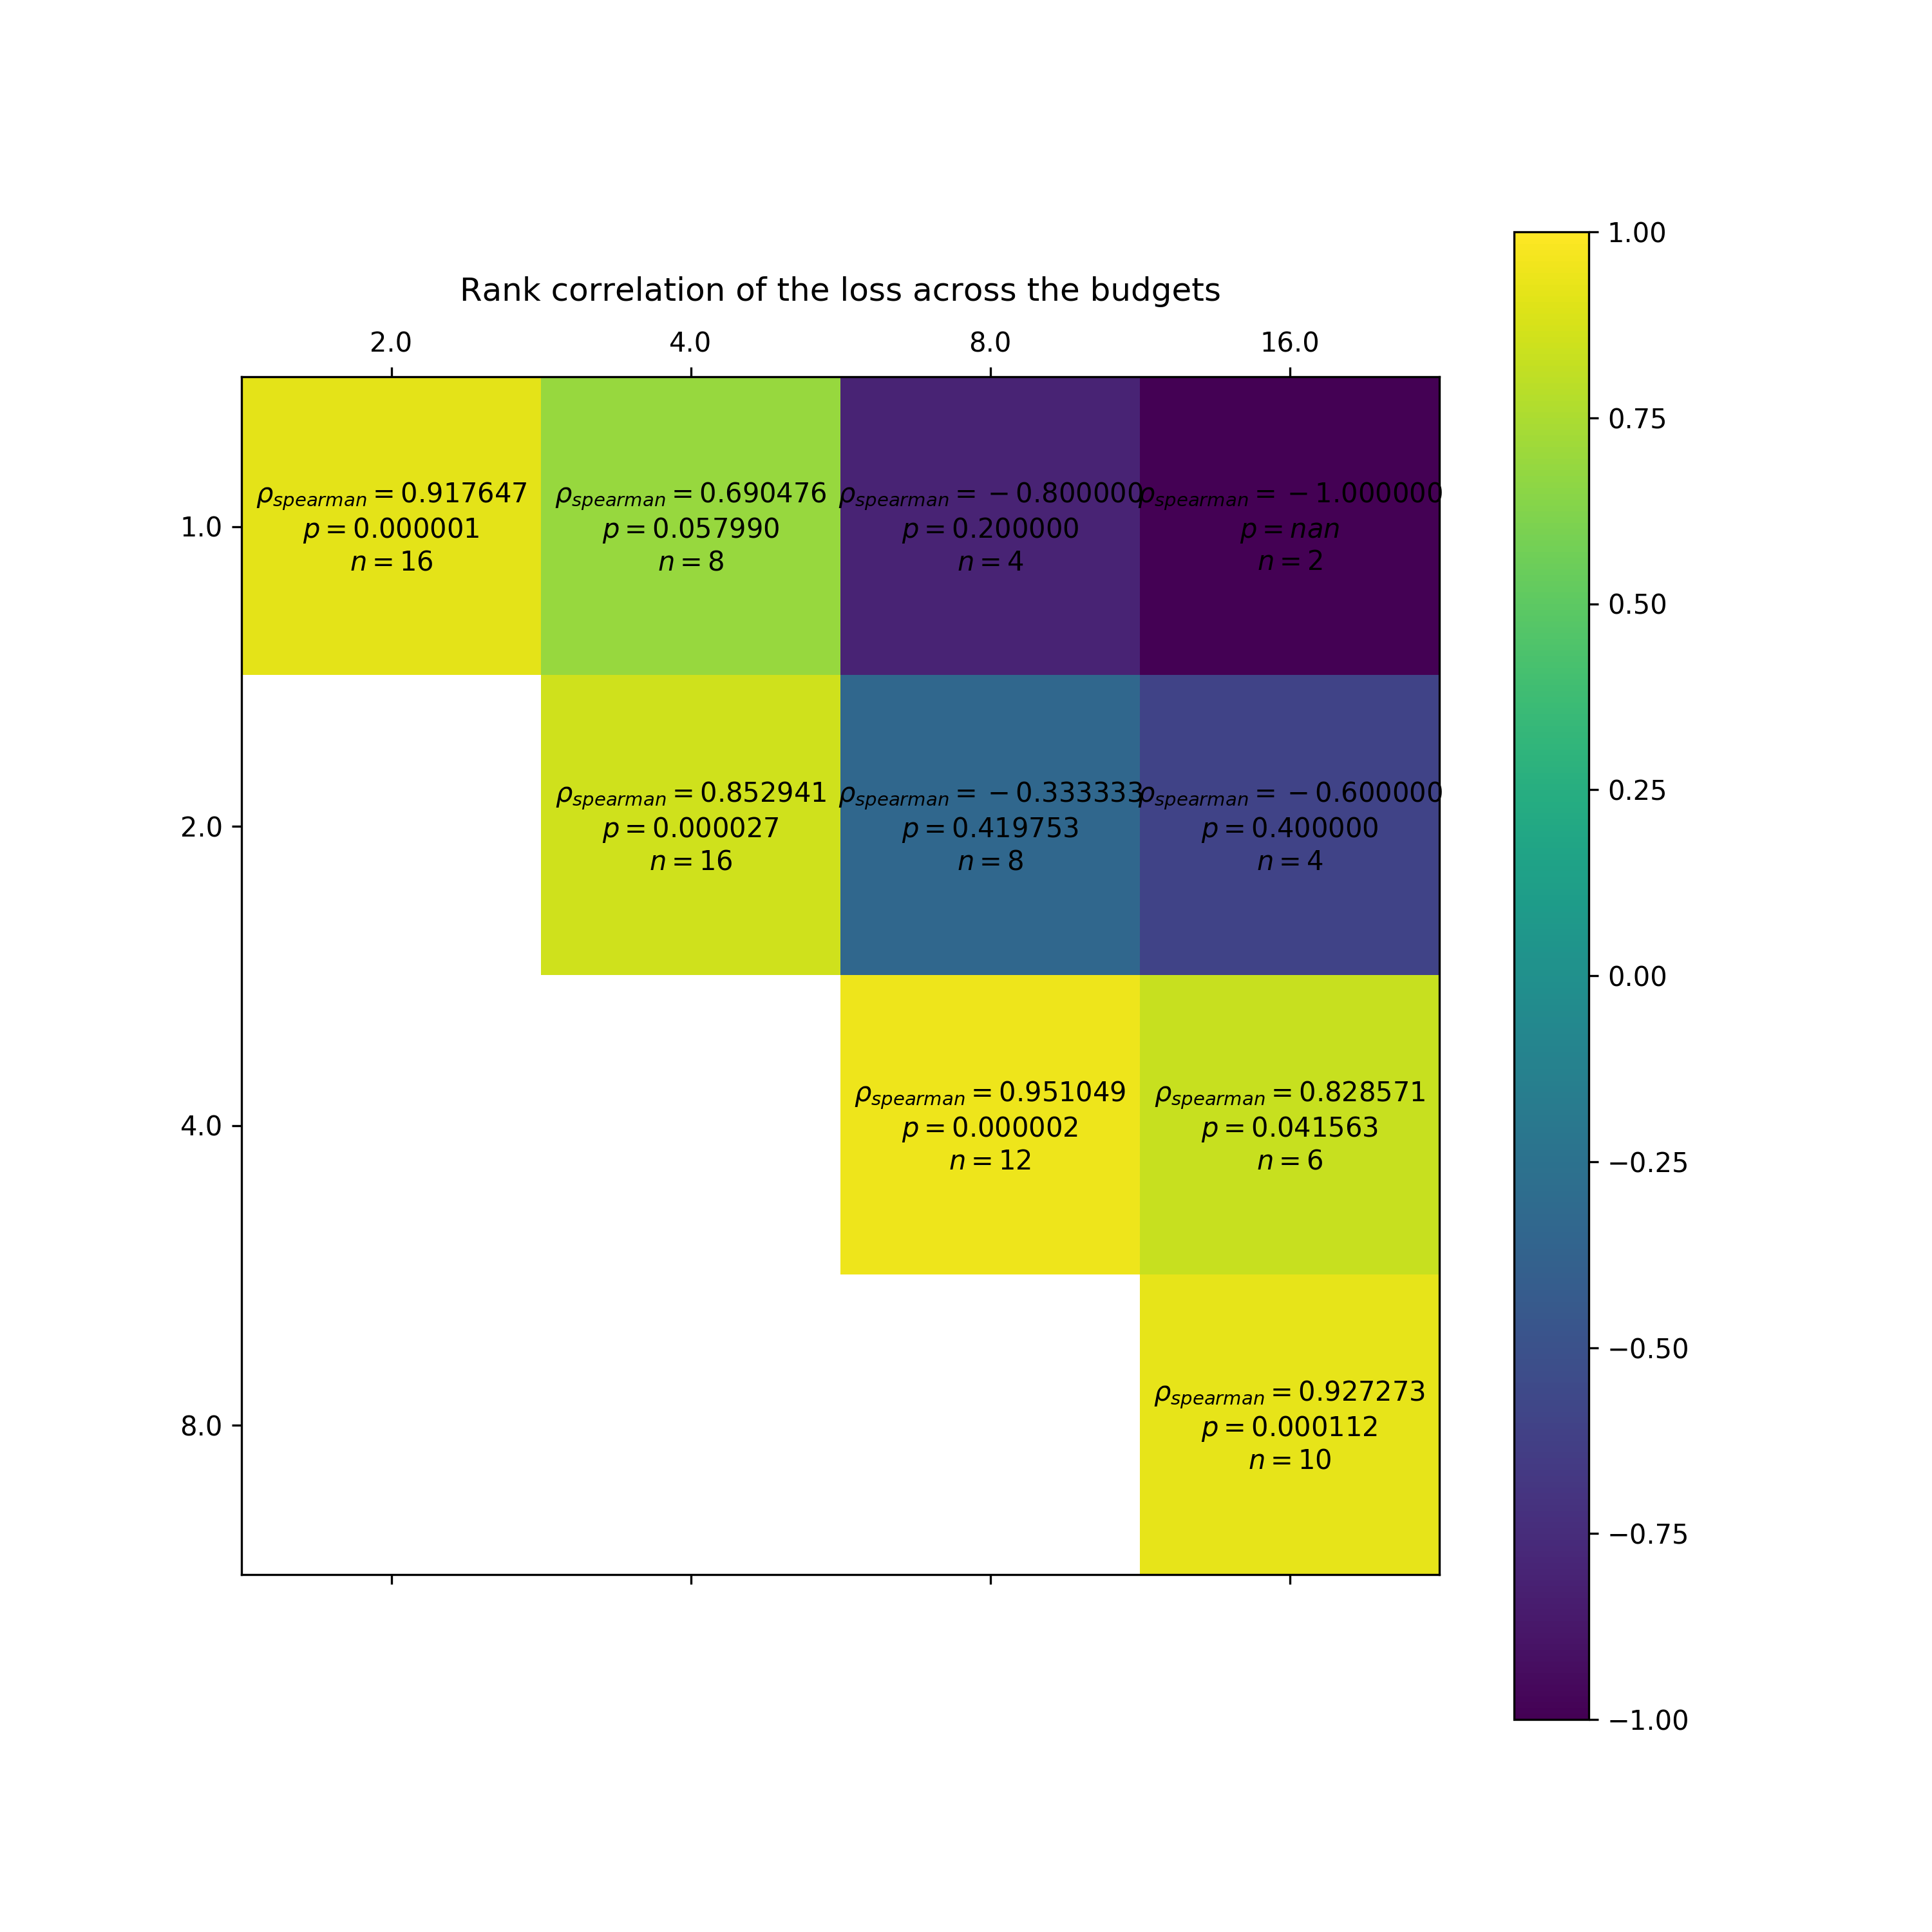 Rank correlation of the loss across the budgets
2.0 4.0 8.0 16.0
1.0
ρspearman = 0.917647
p = 0.000001
n = 16
ρspearman = 0.690476
p = 0.057990
n = 8
ρspearman = −0.800000
p = 0.200000
n = 4
ρspearman = −1.000000
p = nan
n = 2
2.0
ρspearman = 0.852941
p = 0.000027
n = 16
ρspearman = −0.333333
p = 0.419753
n = 8
ρspearman = −0.600000
p = 0.400000
n = 4
4.0
ρspearman = 0.951049
p = 0.000002
n = 12
ρspearman = 0.828571
p = 0.041563
n = 6
8.0
ρspearman = 0.927273
p = 0.000112
n = 10
1.00
0.75
0.50
0.25
0.00
−0.25
−0.50
−0.75
−1.00